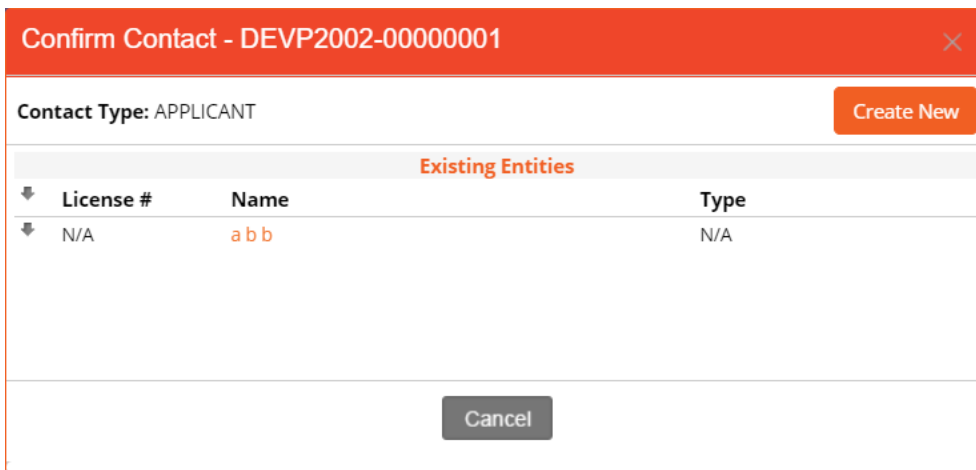 Confirm Contact - DEVP2002-00000001
Contact Type: APPLICANT Create New
Existing Entities
License # Name Type
N/A a b b N/A
Cancel